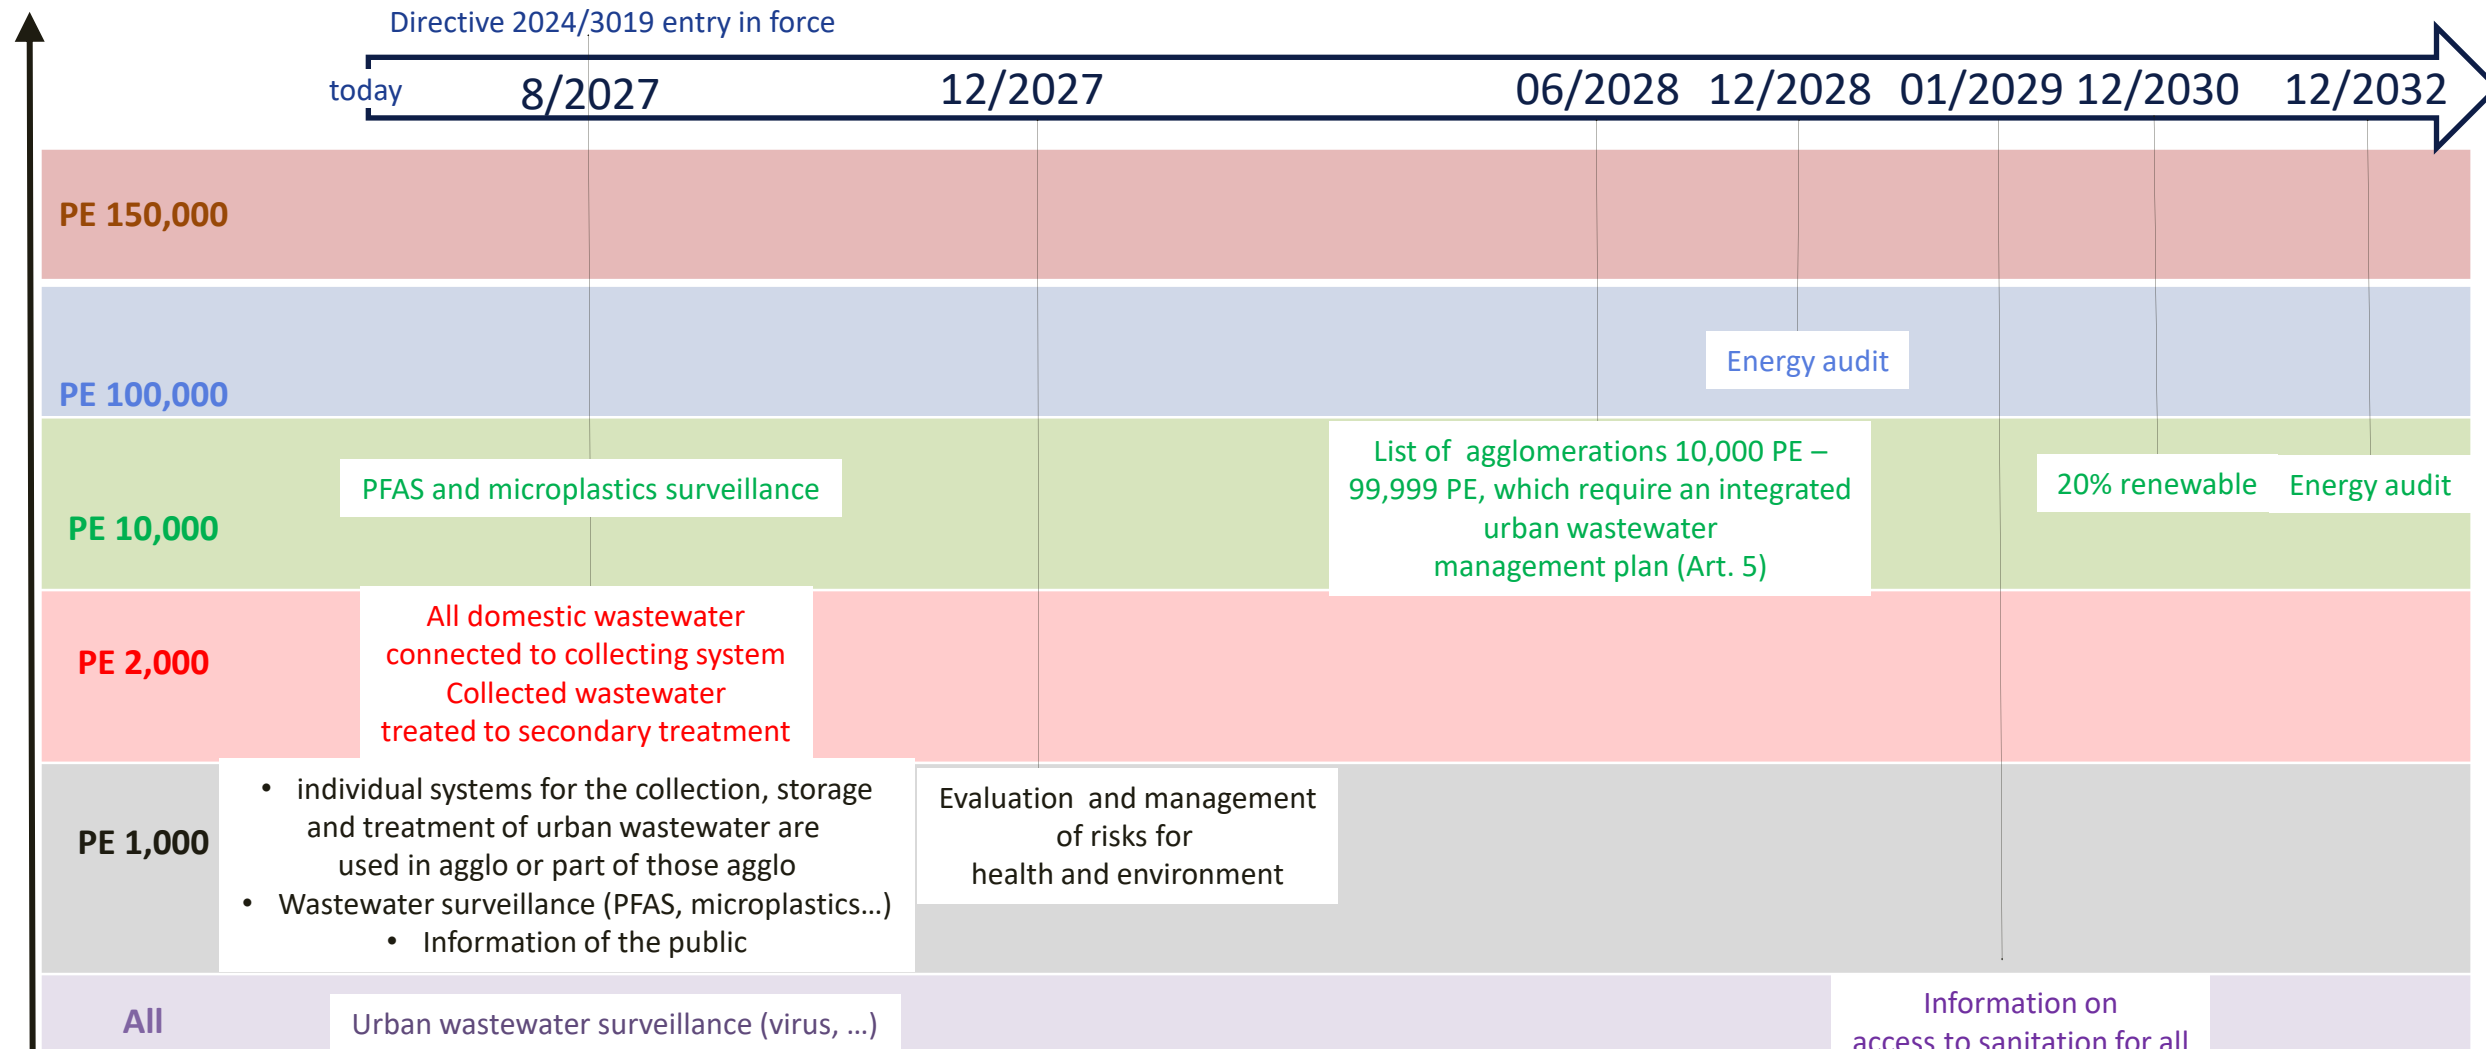 Directive 2024/3019 entry in force
today 8/2027 12/2027 06/2028 12/2028 01/2029 12/2030 12/2032
PE 150,000
PE 100,000
Energy audit
PE 10,000
PFAS and microplastics surveillance
List of agglomerations 10,000 PE –
99,999 PE, which require an integrated
urban wastewater
management plan (Art. 5)
20% renewable
Energy audit
PE 2,000
All domestic wastewater
connected to collecting system
Collected wastewater
treated to secondary treatment
PE 1,000
• individual systems for the collection, storage
and treatment of urban wastewater are
used in agglo or part of those agglo
• Wastewater surveillance (PFAS, microplastics…)
• Information of the public
Evaluation and management
of risks for
health and environment
All
Urban wastewater surveillance (virus, …)
Information on
access to sanitation for all